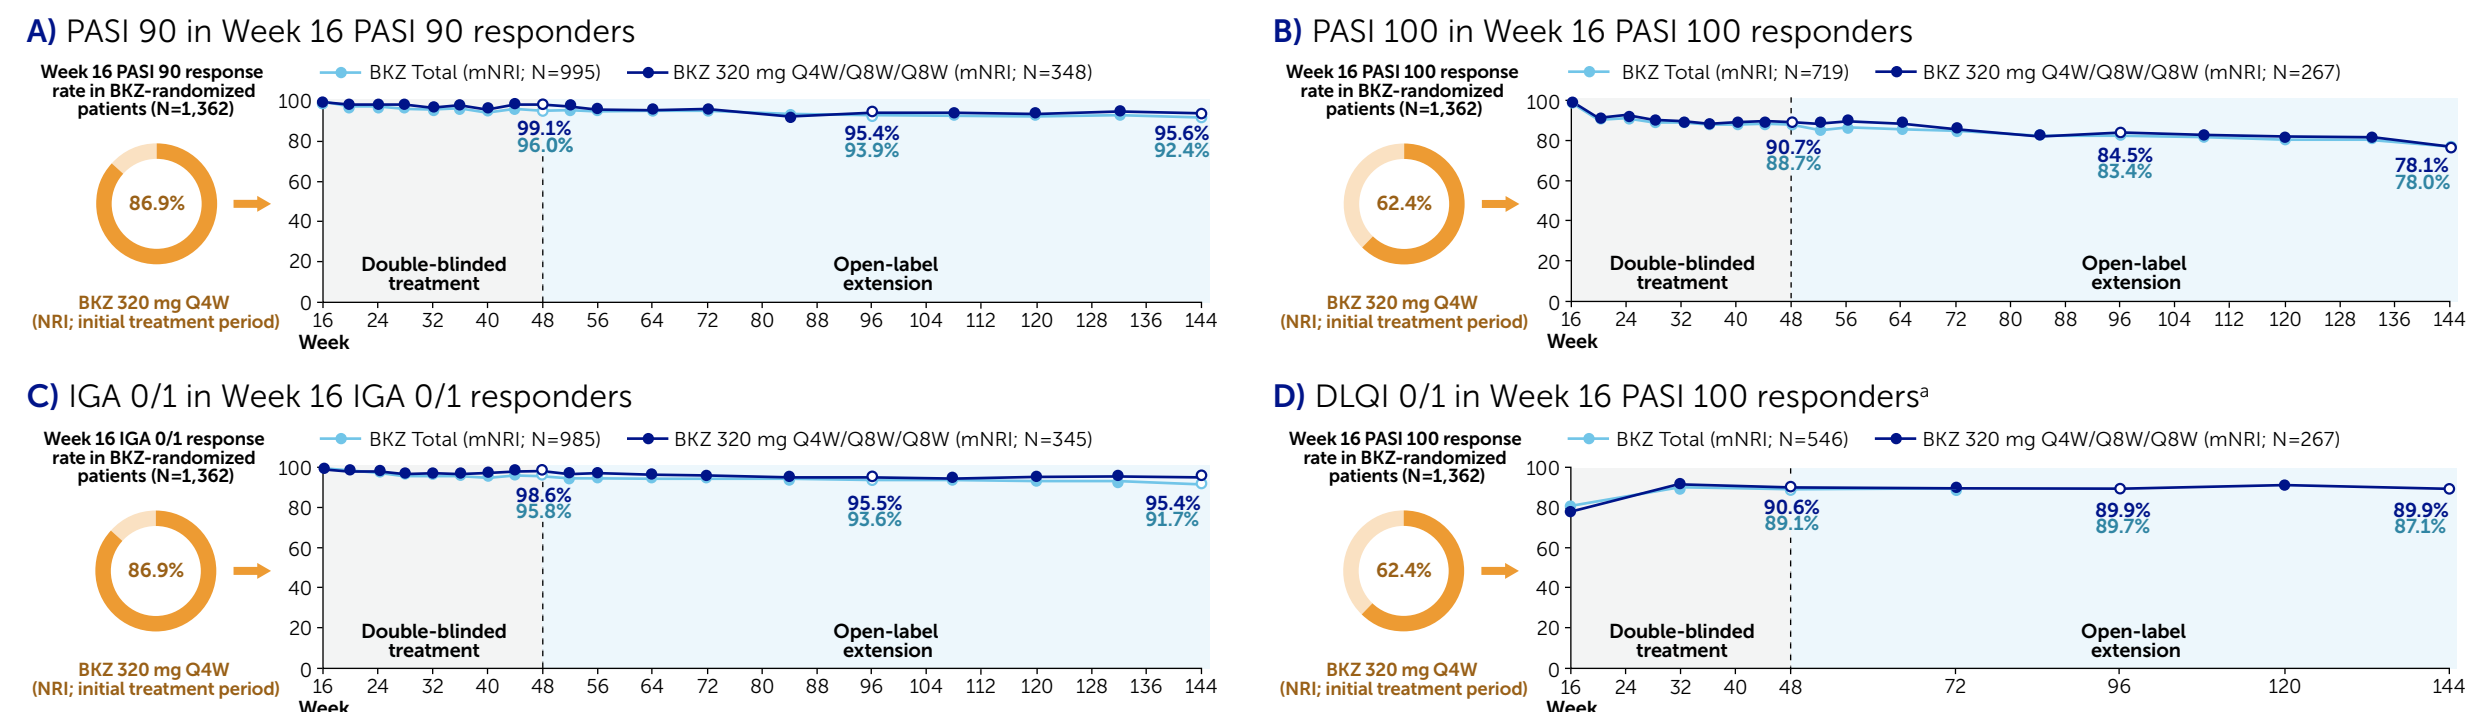 A) PASI 90 in Week 16 PASI 90 responders
Week 16 PASI 90 response
rate in BKZ-randomized
patients (N=1,362)
86.9%
BKZ 320 mg Q4W
(NRI; initial treatment period)
BKZ Total (mNRI; N=995)
BKZ 320 mg Q4W/Q8W/Q8W (mNRI; N=348)
100
80
60
40
20
0
99.1%
96.0%
95.4%
93.9%
95.6%
92.4%
Double-blinded
treatment
Open-label
extension
16 24 32 40 48 56 64 72 80 88 96 104 112 120 128 136 144
Week
B) PASI 100 in Week 16 PASI 100 responders
Week 16 PASI 100 response
rate in BKZ-randomized
patients (N=1,362)
62.4%
BKZ 320 mg Q4W
(NRI; initial treatment period)
BKZ Total (mNRI; N=719)
BKZ 320 mg Q4W/Q8W/Q8W (mNRI; N=267)
100
80
60
40
20
0
90.7%
88.7%
84.5%
83.4%
78.1%
78.0%
Double-blinded
treatment
Open-label
extension
16 24 32 40 48 56 64 72 80 88 96 104 112 120 128 136 144
Week
C) IGA 0/1 in Week 16 IGA 0/1 responders
Week 16 IGA 0/1 response
rate in BKZ-randomized
patients (N=1,362)
86.9%
BKZ 320 mg Q4W
(NRI; initial treatment period)
BKZ Total (mNRI; N=985)
BKZ 320 mg Q4W/Q8W/Q8W (mNRI; N=345)
100
80
60
40
20
0
98.6%
95.8%
95.5%
93.6%
95.4%
91.7%
Double-blinded
treatment
Open-label
extension
16 24 32 40 48 56 64 72 80 88 96 104 112 120 128 136 144
Week
D) DLQI 0/1 in Week 16 PASI 100 respondersᵃ
Week 16 PASI 100 response
rate in BKZ-randomized
patients (N=1,362)
62.4%
BKZ 320 mg Q4W
(NRI; initial treatment period)
BKZ Total (mNRI; N=546)
BKZ 320 mg Q4W/Q8W/Q8W (mNRI; N=267)
100
80
60
40
20
0
90.6%
89.1%
89.9%
89.7%
89.9%
87.1%
Double-blinded
treatment
Open-label
extension
16 24 32 40 48 72 96 120 144
Week